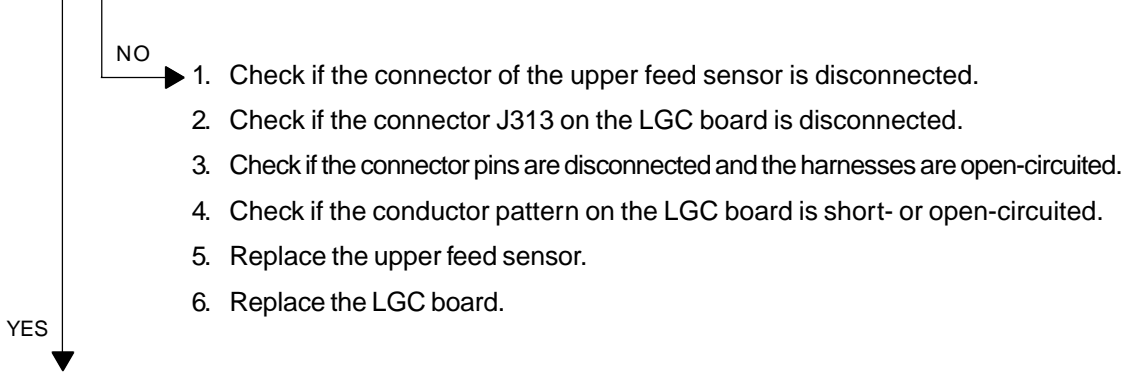 NO
1. Check if the connector of the upper feed sensor is disconnected.
2. Check if the connector J313 on the LGC board is disconnected.
3. Check if the connector pins are disconnected and the harnesses are open-circuited.
4. Check if the conductor pattern on the LGC board is short- or open-circuited.
5. Replace the upper feed sensor.
6. Replace the LGC board.
YES